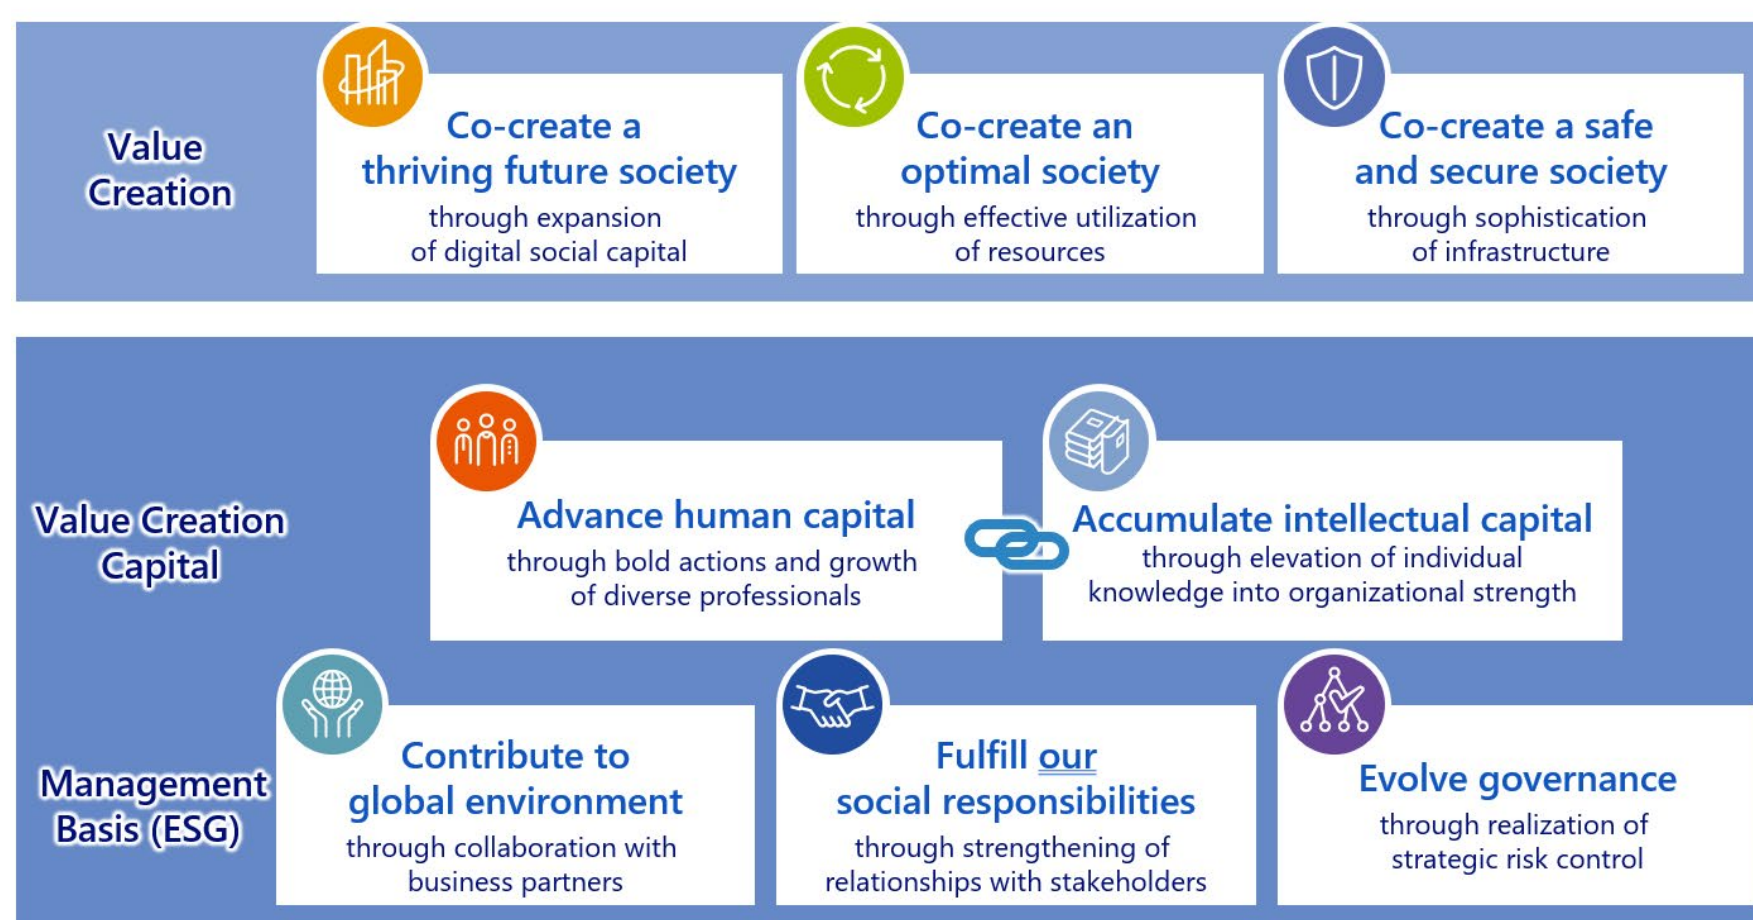 Value
Creation
Co-create a
thriving future society
through expansion
of digital social capital
Co-create an
optimal society
through effective utilization
of resources
Co-create a safe
and secure society
through sophistication
of infrastructure
Value Creation
Capital
Advance human capital
through bold actions and growth
of diverse professionals
Accumulate intellectual capital
through elevation of individual
knowledge into organizational strength
Management
Basis (ESG)
Contribute to
global environment
through collaboration with
business partners
Fulfill our
social responsibilities
through strengthening of
relationships with stakeholders
Evolve governance
through realization of
strategic risk control